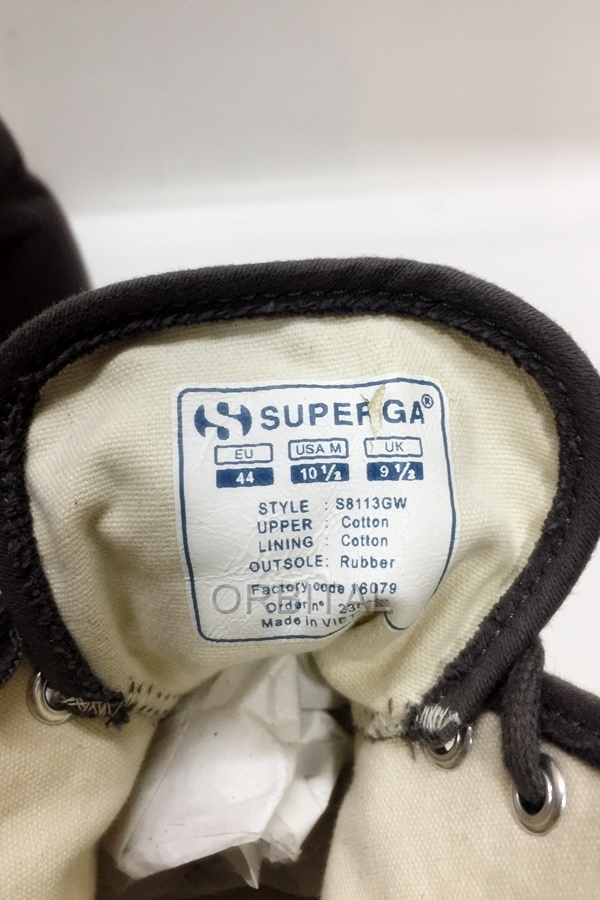 SUPERGA®
EU USA M UK
44 10 ½ 9 ½
STYLE : S8113GW
UPPER : Cotton
LINING : Cotton
OUTSOLE: Rubber
Factory code 16079
ORBITAL
Order n°
Made in